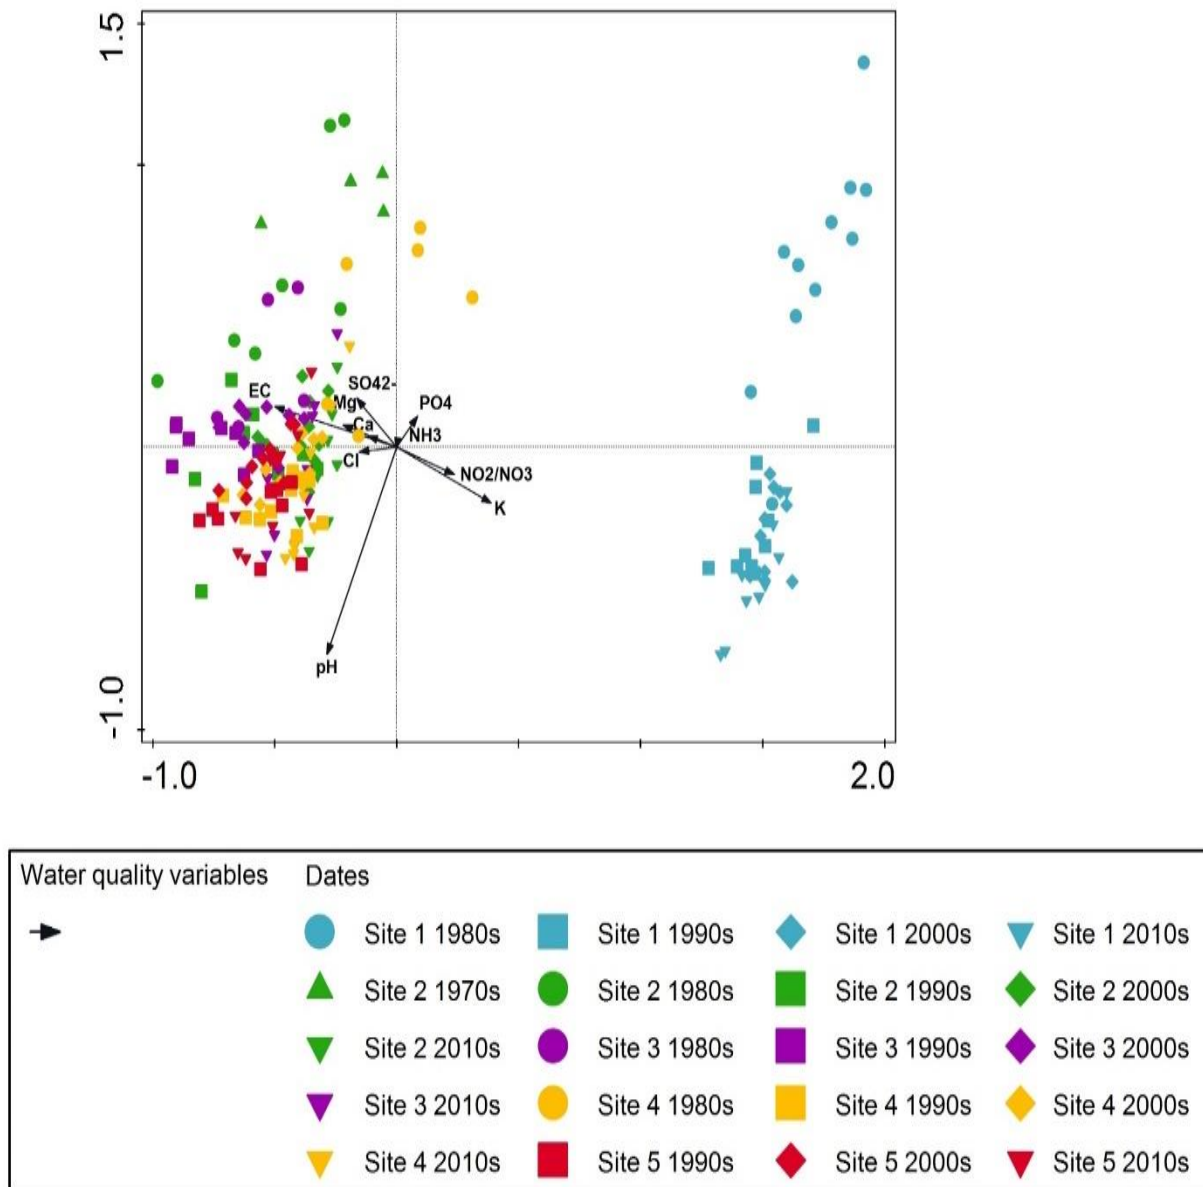 1.5
SO42-
EC
Mg
PO4
Ca
NH3
Cl
NO2/NO3
K
pH
-1.0
-1.0 2.0
Water quality variables Dates
Site 1 1980s Site 1 1990s Site 1 2000s Site 1 2010s
Site 2 1970s Site 2 1980s Site 2 1990s Site 2 2000s
Site 2 2010s Site 3 1980s Site 3 1990s Site 3 2000s
Site 3 2010s Site 4 1980s Site 4 1990s Site 4 2000s
Site 4 2010s Site 5 1990s Site 5 2000s Site 5 2010s